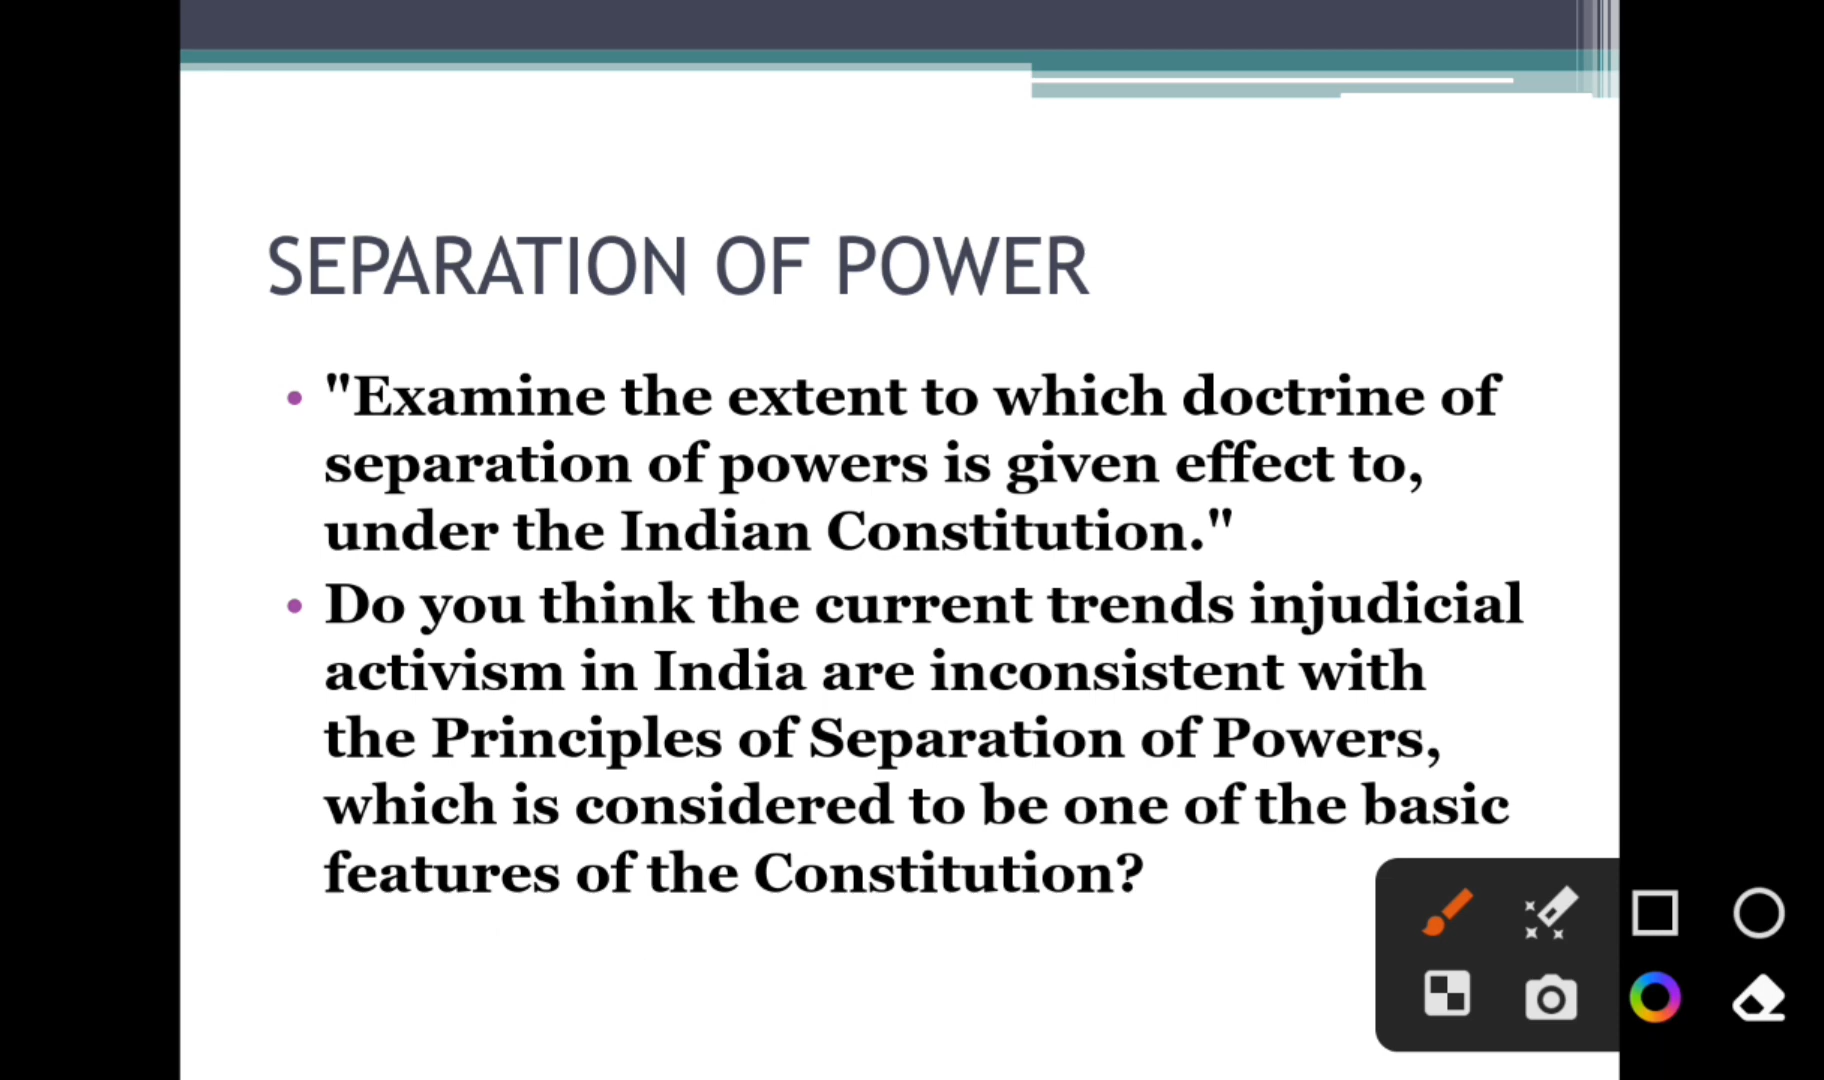 SEPARATION OF POWER
• "Examine the extent to which doctrine of
separation of powers is given effect to,
under the Indian Constitution."
• Do you think the current trends injudicial
activism in India are inconsistent with
the Principles of Separation of Powers,
which is considered to be one of the basic
features of the Constitution?